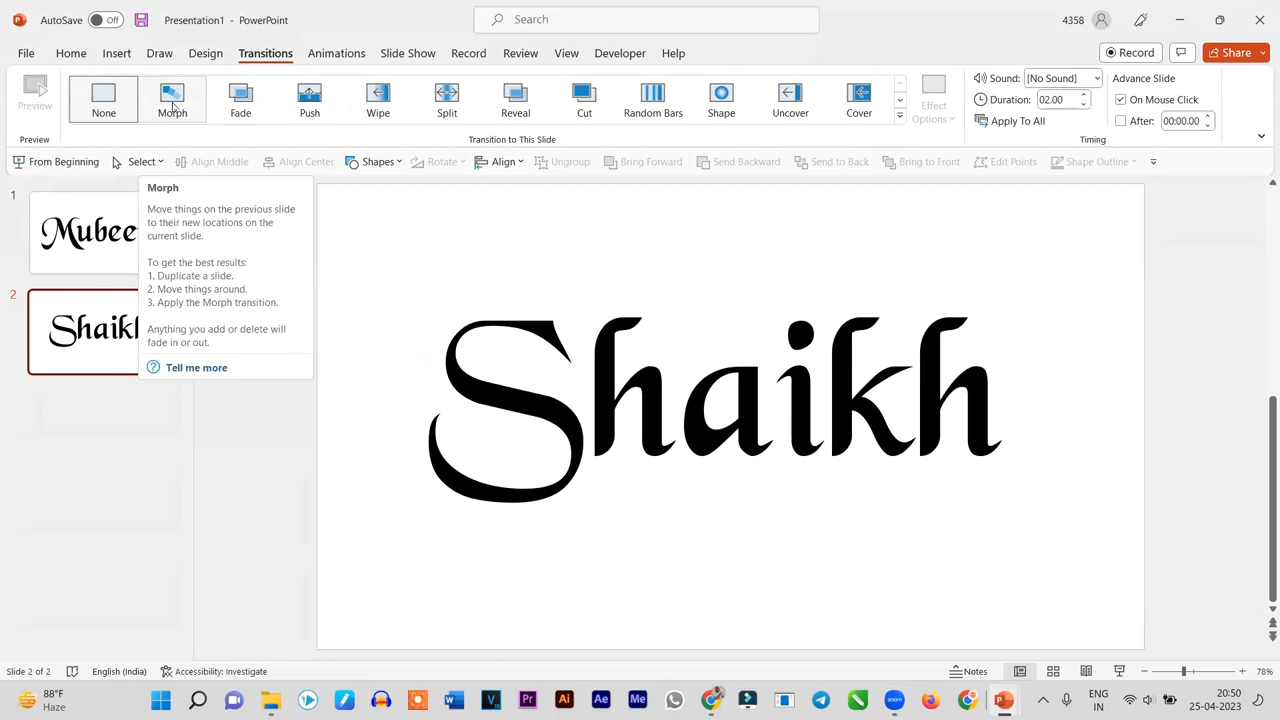 AutoSave Off Presentation1 - PowerPoint Search 4358
File Home Insert Draw Design Transitions Animations Slide Show Record Review View Developer Help Record Share
Preview None Morph Fade Push Wipe Split Reveal Cut Random Bars Shape Uncover Cover Effect Options
Sound: [No Sound] Advance Slide
Duration: 02.00 On Mouse Click
Apply To All After: 00:00.00
Preview Transition to This Slide Timing
From Beginning Select Align Middle Align Center Shapes Rotate Align Ungroup Bring Forward Send Backward Send to Back Bring to Front Edit Points Shape Outline
Morph
Move things on the previous slide
to their new locations on the
current slide.
To get the best results:
1. Duplicate a slide.
2. Move things around.
3. Apply the Morph transition.
Anything you add or delete will
fade in or out.
Tell me more
1
Mubee
2
Shaikh
Shaikh
Slide 2 of 2 English (India) Accessibility: Investigate Notes 78%
88°F
Haze
ENG
IN
20:50
25-04-2023